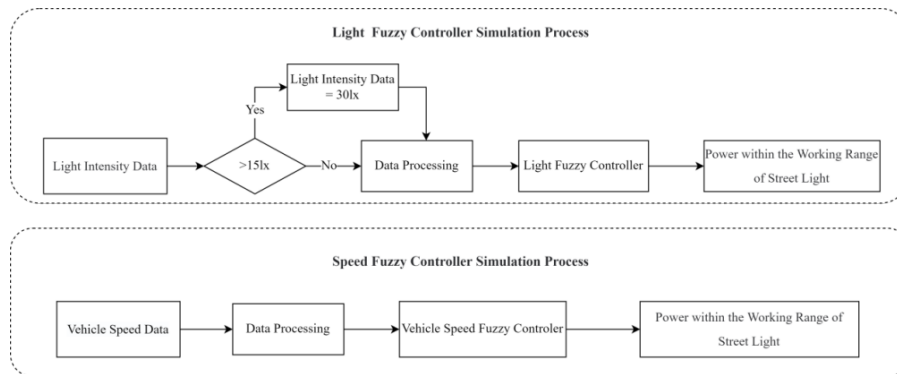 Light Fuzzy Controller Simulation Process
Light Intensity Data
= 30lx
Yes
Light Intensity Data
>15lx
No
Data Processing
Light Fuzzy Controller
Power within the Working Range
of Street Light
Speed Fuzzy Controller Simulation Process
Vehicle Speed Data
Data Processing
Vehicle Speed Fuzzy Controler
Power within the Working Range of
Street Light